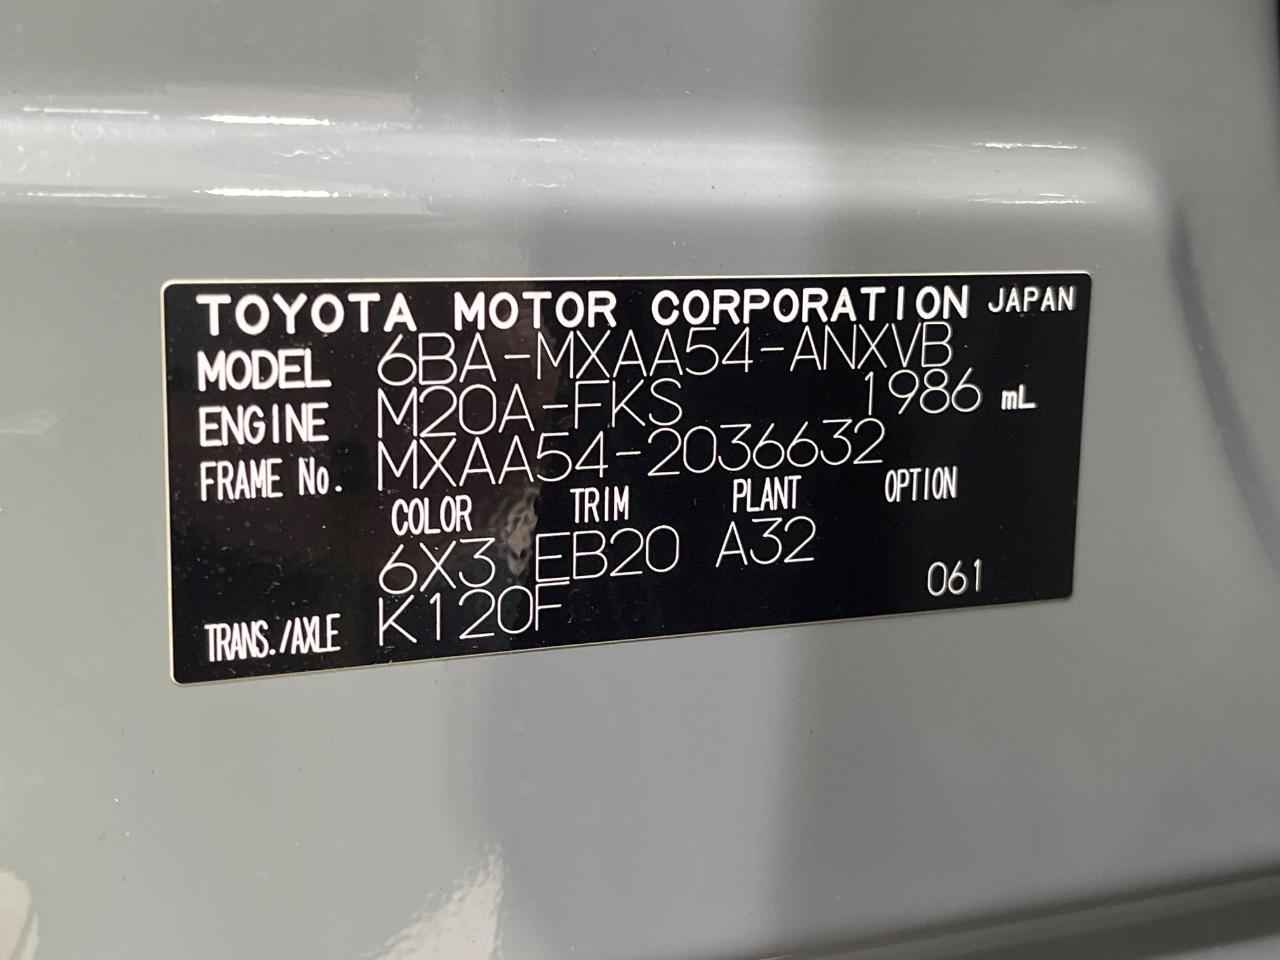 TOYOTA MOTOR CORPORATION JAPAN
MODEL 6BA-MXAA54-ANXVB
ENGINE M20A-FKS 1986 mL
FRAME No. MXAA54-2036632
COLOR TRIM PLANT OPTION
6X3 EB20 A32
TRANS./AXLE K120F 061